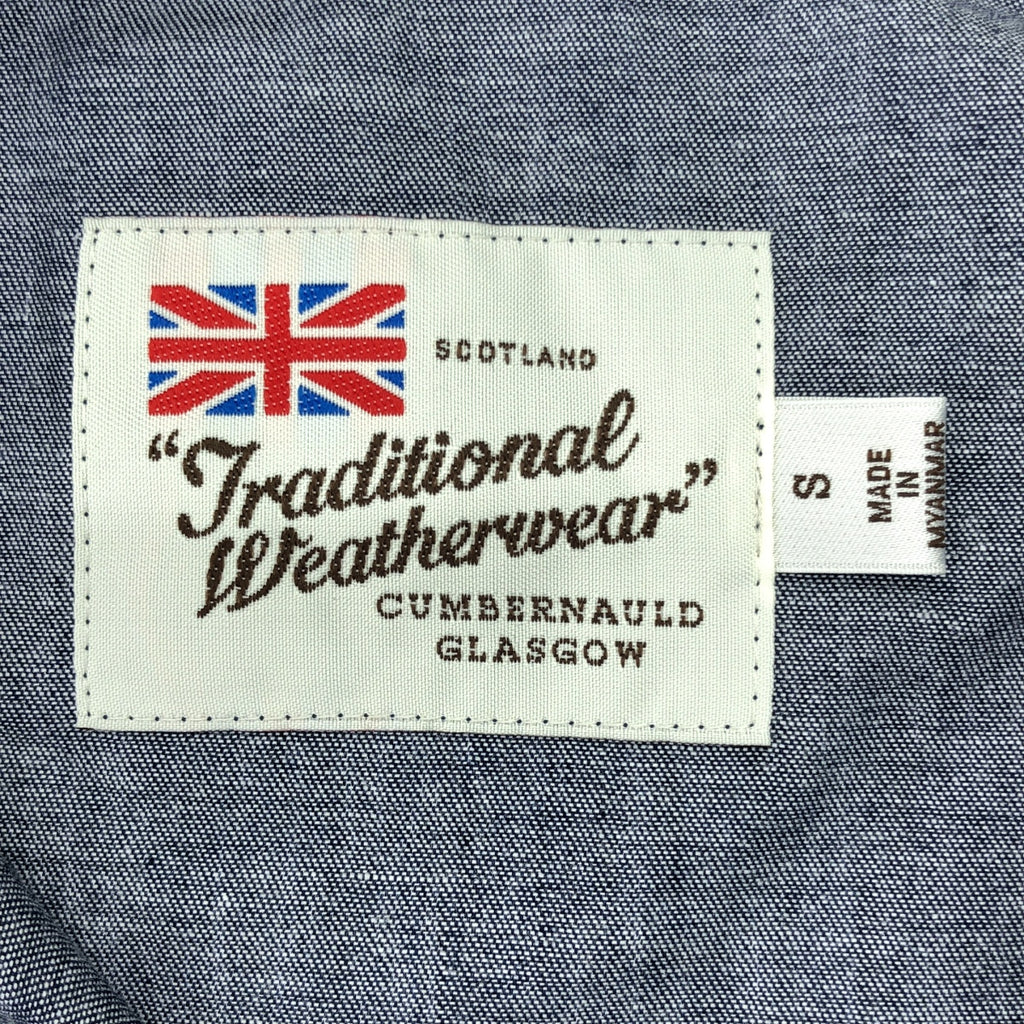 SCOTLAND
“Traditional
Weatherwear”
CUMBERNAULD
GLASGOW
S
MADE
IN
MYANMAR